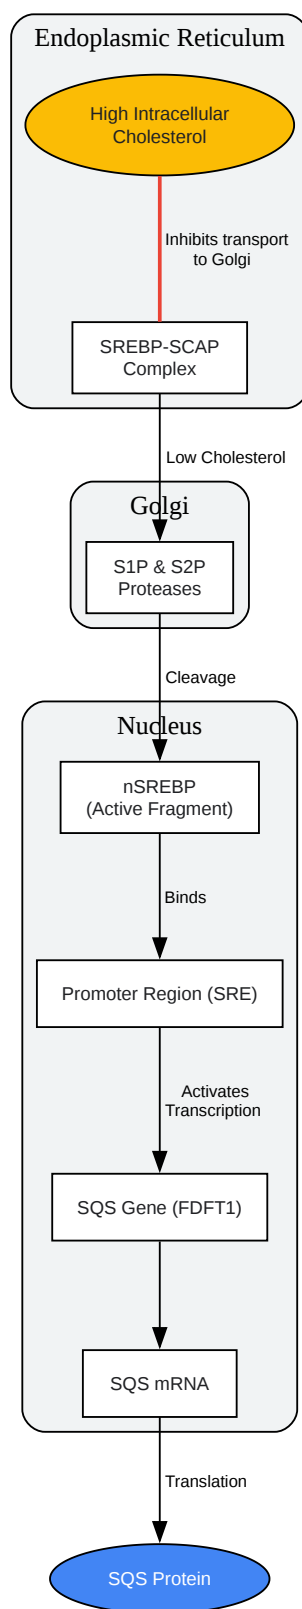 Endoplasmic Reticulum
High Intracellular
Cholesterol
Inhibits transport
to Golgi
SREBP-SCAP
Complex
Low Cholesterol
Golgi
S1P & S2P
Proteases
Cleavage
Nucleus
nSREBP
(Active Fragment)
Binds
Promoter Region (SRE)
Activates
Transcription
SQS Gene (FDFT1)
SQS mRNA
Translation
SQS Protein